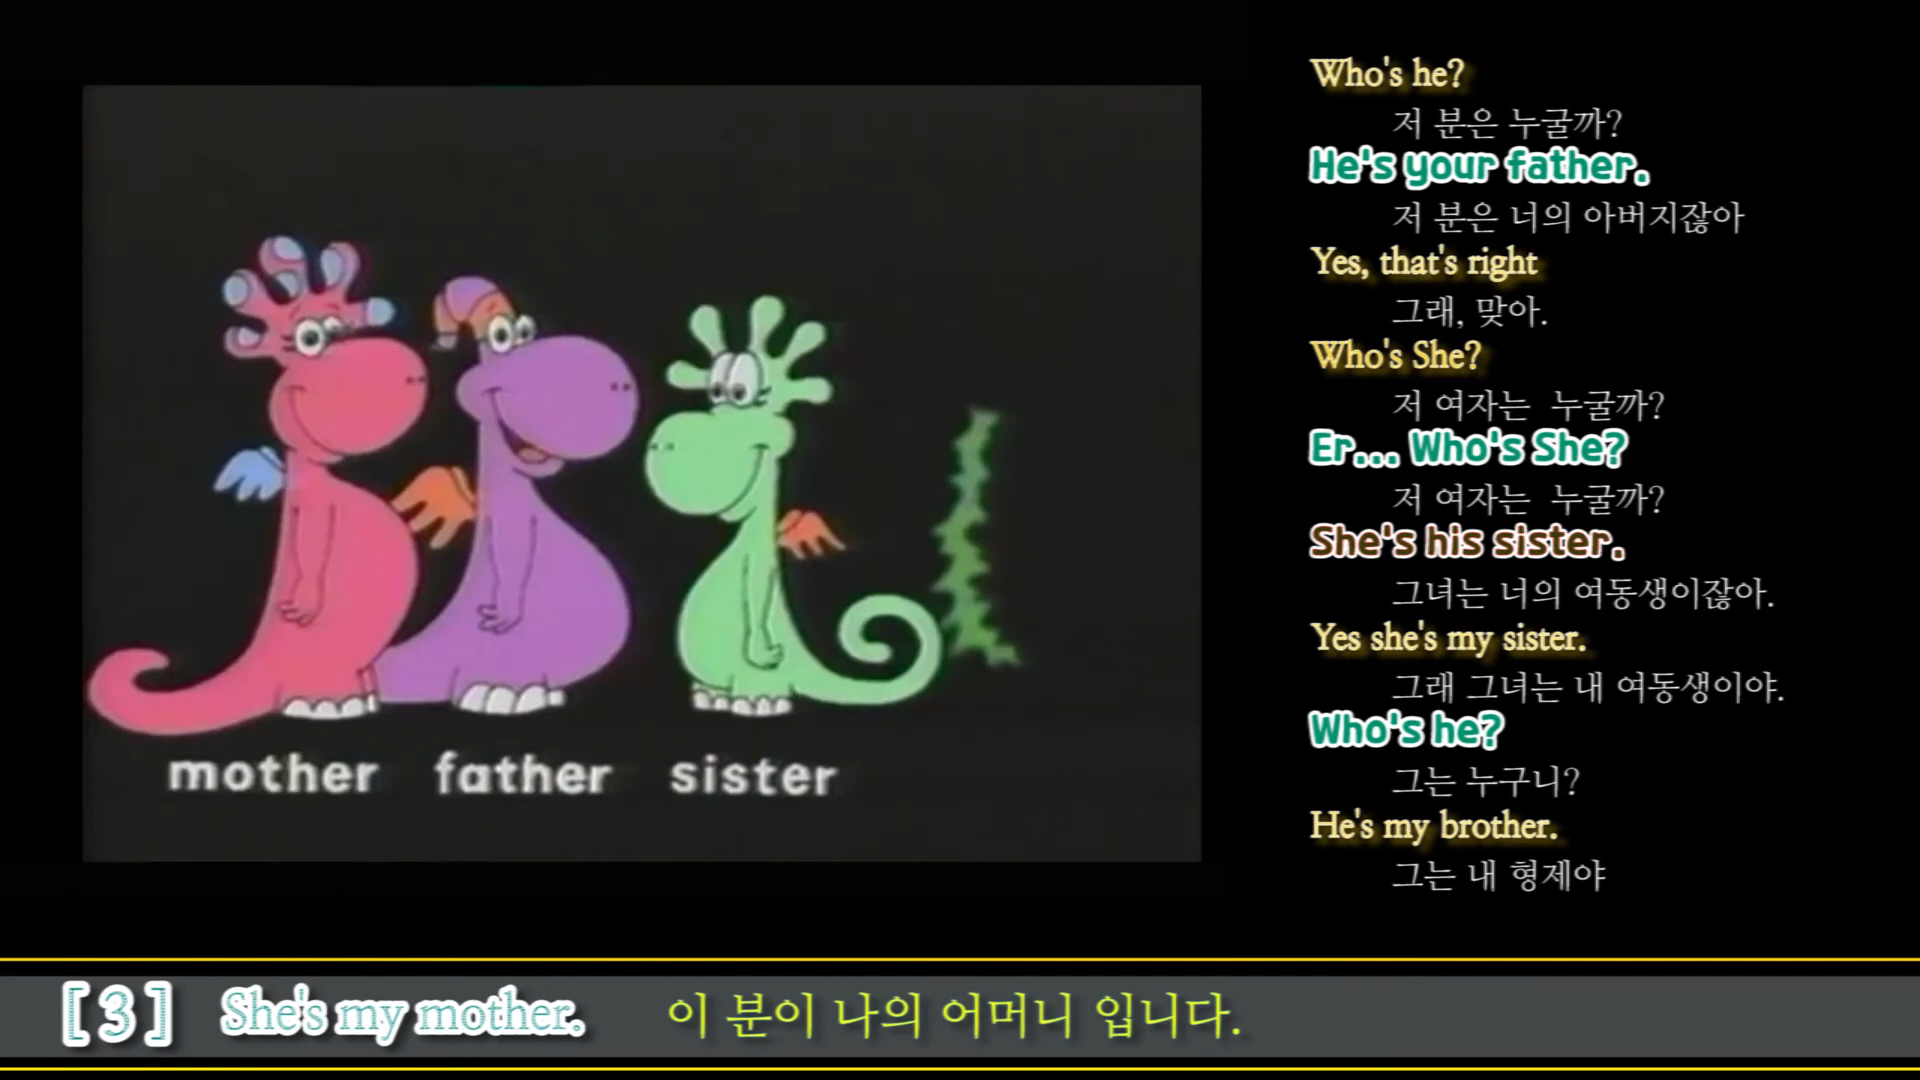 Who's he?
저 분은 누굴까?
He's your father.
저 분은 너의 아버지잖아
Yes, that's right
그래, 맞아.
Who's She?
저 여자는 누굴까?
Er... Who's She?
저 여자는 누굴까?
She's his sister.
그녀는 너의 여동생이잖아.
Yes she's my sister.
그래 그녀는 내 여동생이야.
Who's he?
그는 누구니?
He's my brother.
그는 내 형제야
mother father sister
[3] She's my mother. 이 분이 나의 어머니 입니다.